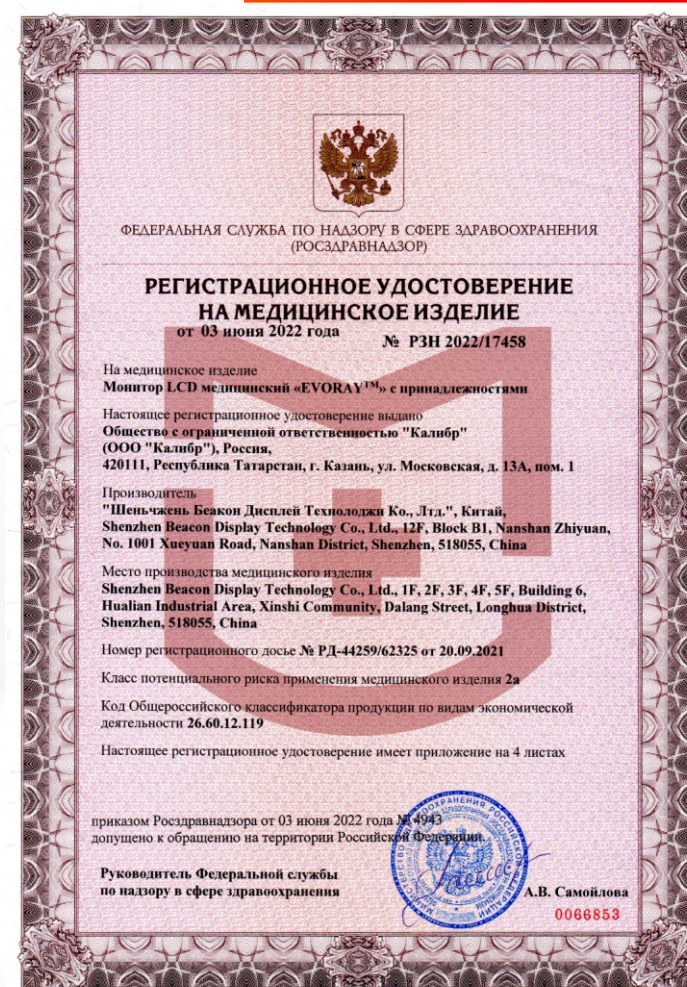 ФЕДЕРАЛЬНАЯ СЛУЖБА ПО НАДЗОРУ В СФЕРЕ ЗДРАВООХРАНЕНИЯ
(РОСЗДРАВНАДЗОР)
РЕГИСТРАЦИОННОЕ УДОСТОВЕРЕНИЕ
НА МЕДИЦИНСКОЕ ИЗДЕЛИЕ
от 03 июня 2022 года
№ РЗН 2022/17458
На медицинское изделие
Монитор LCD медицинский «EVORAY™» с принадлежностями
Настоящее регистрационное удостоверение выдано
Общество с ограниченной ответственностью "Калибр"
(ООО "Калибр"), Россия,
420111, Республика Татарстан, г. Казань, ул. Московская, д. 13А, пом. 1
Производитель
"Шеньчжень Беакон Дисплей Технолоджи Ко., Лтд.", Китай,
Shenzhen Beacon Display Technology Co., Ltd., 12F, Block B1, Nanshan Zhiyuan,
No. 1001 Xueyuan Road, Nanshan District, Shenzhen, 518055, China
Место производства медицинского изделия
Shenzhen Beacon Display Technology Co., Ltd., 1F, 2F, 3F, 4F, 5F, Building 6,
Hualian Industrial Area, Xinshi Community, Dalang Street, Longhua District,
Shenzhen, 518055, China
Номер регистрационного досье № РД-44259/62325 от 20.09.2021
Класс потенциального риска применения медицинского изделия 2а
Код Общероссийского классификатора продукции по видам экономической
деятельности 26.60.12.119
Настоящее регистрационное удостоверение имеет приложение на 4 листах
приказом Росздравнадзора от 03 июня 2022 года № 4943
допущено к обращению на территории Российской Федерации.
Руководитель Федеральной службы
по надзору в сфере здравоохранения
А.В. Самойлова
0066853